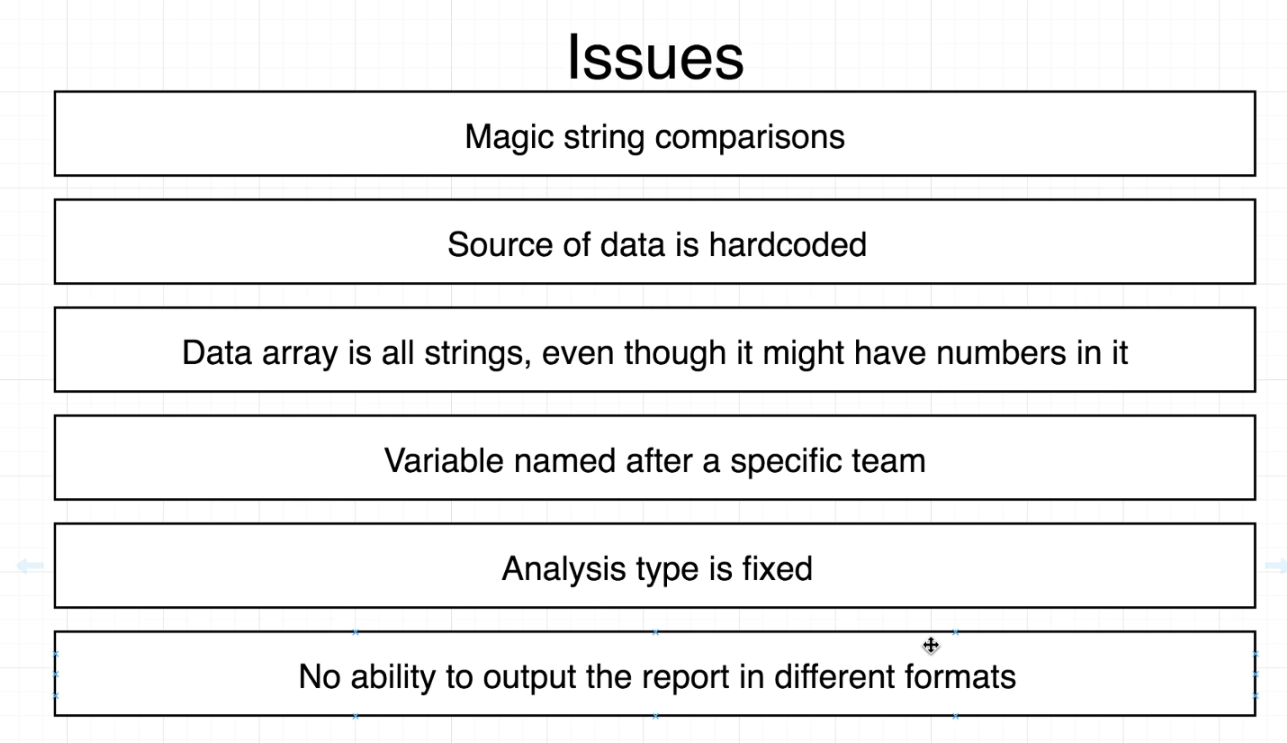 Issues
Magic string comparisons
Source of data is hardcoded
Data array is all strings, even though it might have numbers in it
Variable named after a specific team
Analysis type is fixed
No ability to output the report in different formats